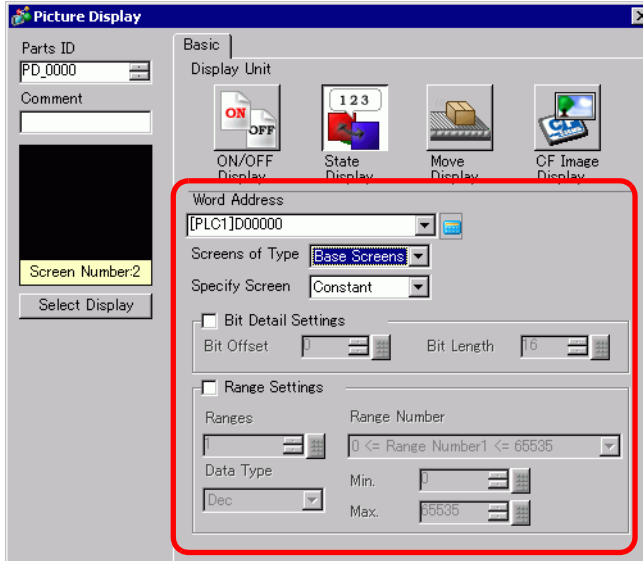 Picture Display
Parts ID
PD_0000
Comment
Screen Number:2
Select Display
Basic
Display Unit
ON OFF
ON/OFF Display
123
State Display
Move Display
CF
CF Image Display
Word Address
[PLC1]D00000
Screens of Type Base Screens
Specify Screen Constant
Bit Detail Settings
Bit Offset 0 Bit Length 16
Range Settings
Ranges Range Number
1 0 <= Range Number1 <= 65535
Data Type
Dec
Min. 0
Max. 65535